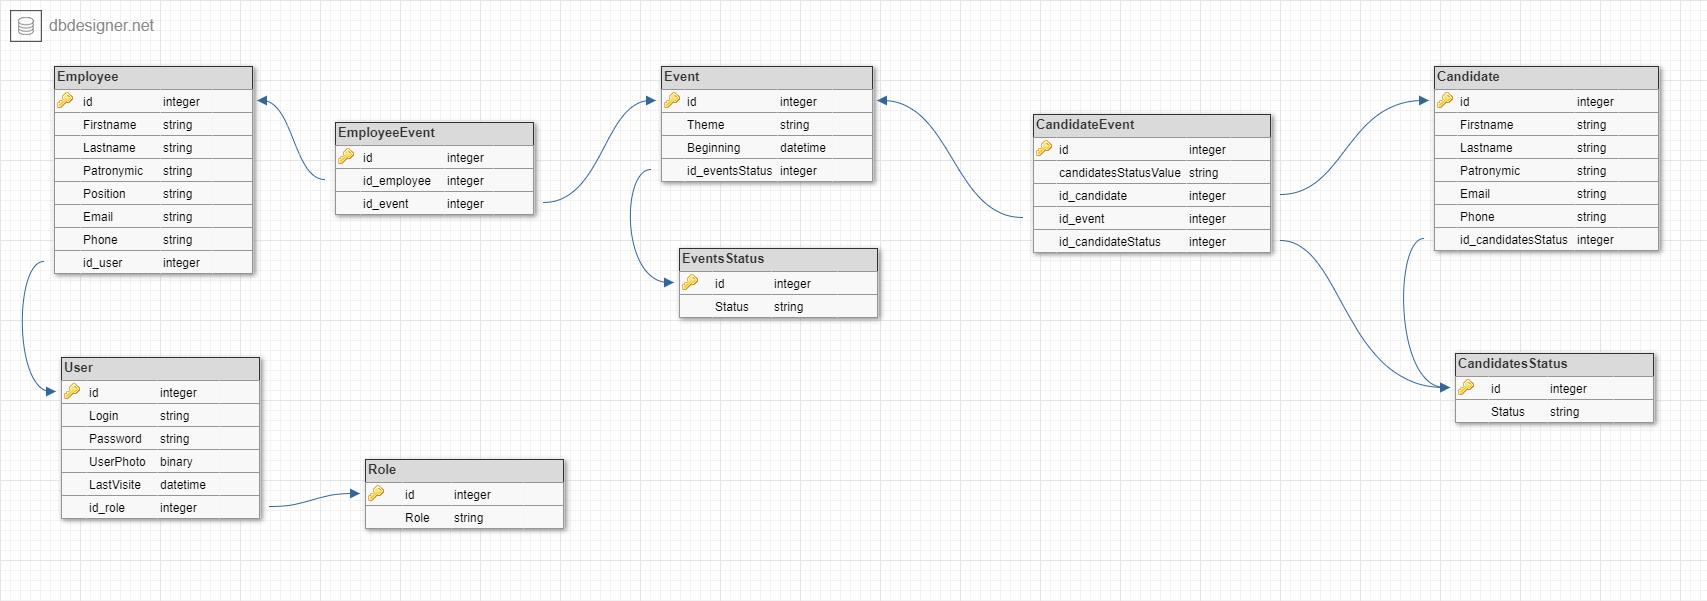 dbdesigner.net
Employee
id integer
Firstname string
Lastname string
Patronymic string
Position string
Email string
Phone string
id_user integer
EmployeeEvent
id integer
id_employee integer
id_event integer
Event
id integer
Theme string
Beginning datetime
id_eventsStatus integer
EventsStatus
id integer
Status string
CandidateEvent
id integer
candidatesStatusValue string
id_candidate integer
id_event integer
id_candidateStatus integer
Candidate
id integer
Firstname string
Lastname string
Patronymic string
Email string
Phone string
id_candidatesStatus integer
User
id integer
Login string
Password string
UserPhoto binary
LastVisite datetime
id_role integer
Role
id integer
Role string
CandidatesStatus
id integer
Status string